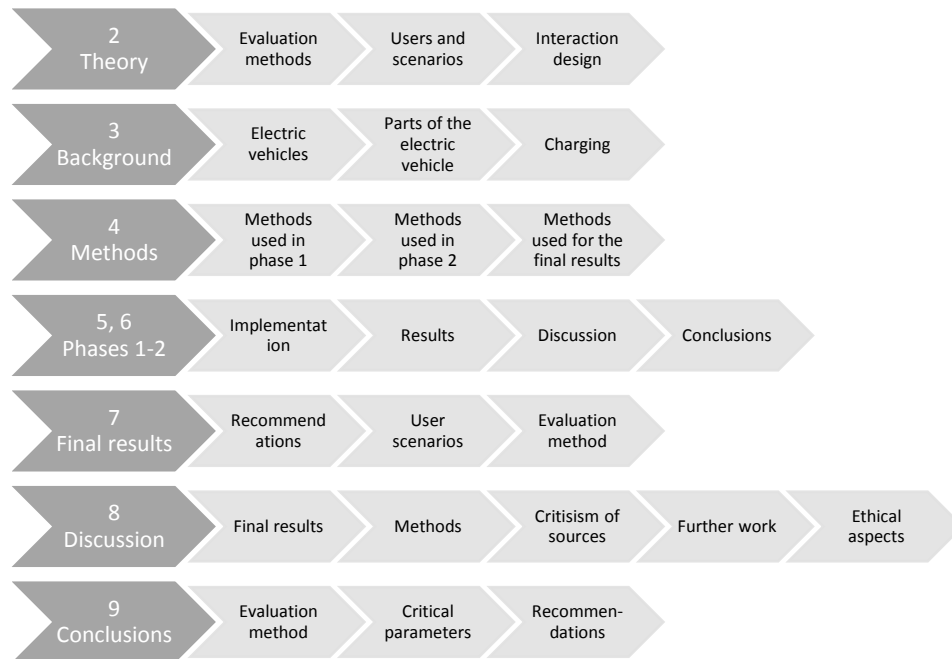 2
Theory
Evaluation
methods
Users and
scenarios
Interaction
design
3
Background
Electric
vehicles
Parts of the
electric
vehicle
Charging
4
Methods
Methods
used in
phase 1
Methods
used in
phase 2
Methods
used for the
final results
5, 6
Phases 1-2
Implementat
ion
Results
Discussion
Conclusions
7
Final results
Recommend
ations
User
scenarios
Evaluation
method
8
Discussion
Final results
Methods
Critisism of
sources
Further work
Ethical
aspects
9
Conclusions
Evaluation
method
Critical
parameters
Recommen-
dations